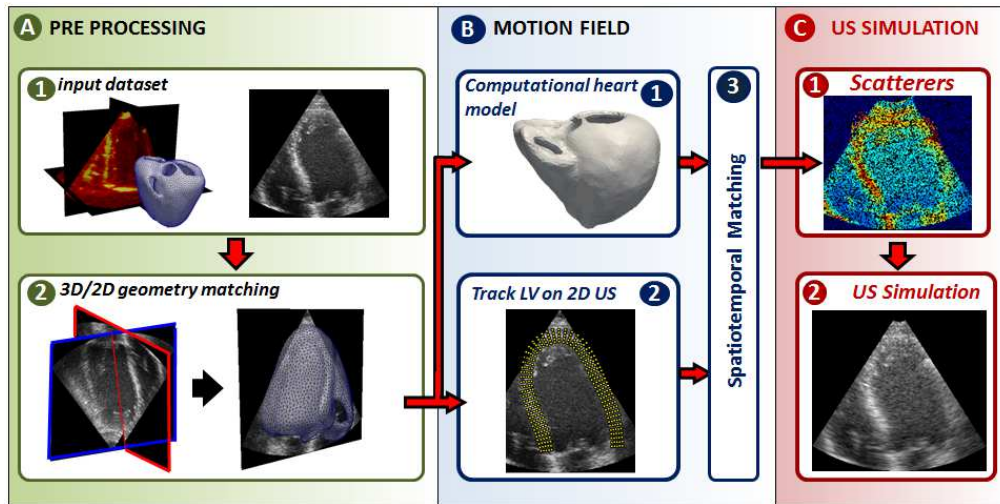 A PRE PROCESSING
1 input dataset
2 3D/2D geometry matching
B MOTION FIELD
Computational heart
model
1
Track LV on 2D US 2
3
Spatiotemporal Matching
C US SIMULATION
1 Scatterers
2 US Simulation